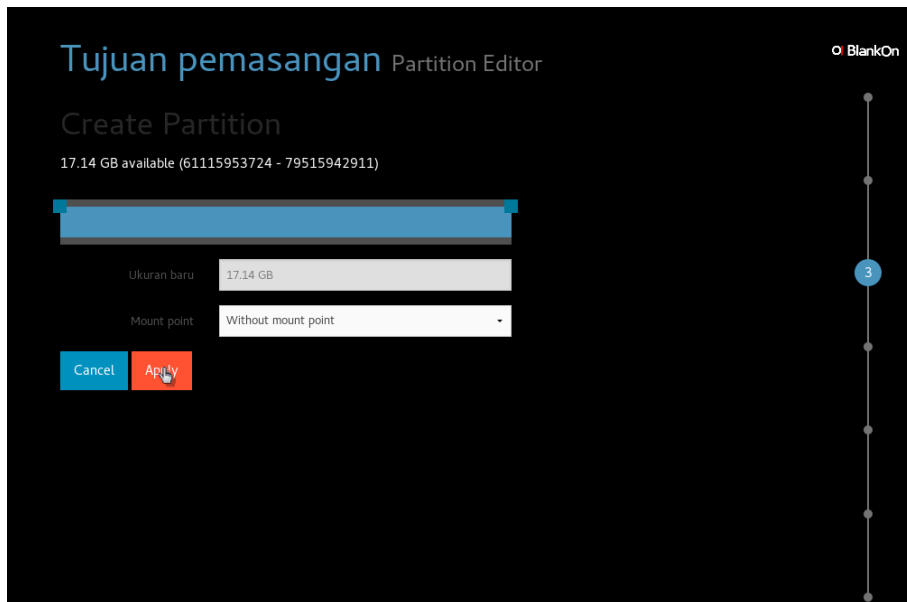 Tujuan pemasangan Partition Editor
BlankOn
Create Partition
17.14 GB available (61115953724 - 79515942911)
Ukuran baru 17.14 GB
Mount point Without mount point
Cancel Apply
3